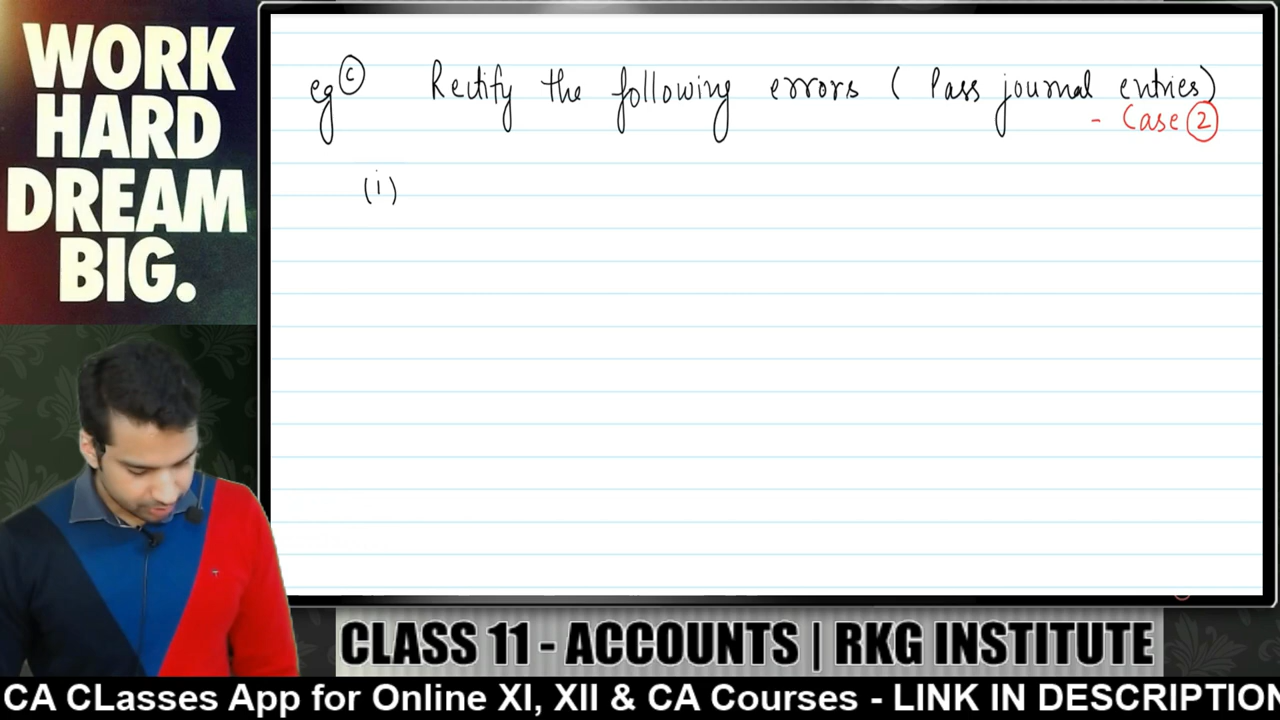 WORK
HARD
DREAM
BIG.
eg (c) Rectify the following errors ( Pass journal entries)
- Case (2)
(i)
CLASS 11 - ACCOUNTS | RKG INSTITUTE
CA CLasses App for Online XI, XII & CA Courses - LINK IN DESCRIPTION